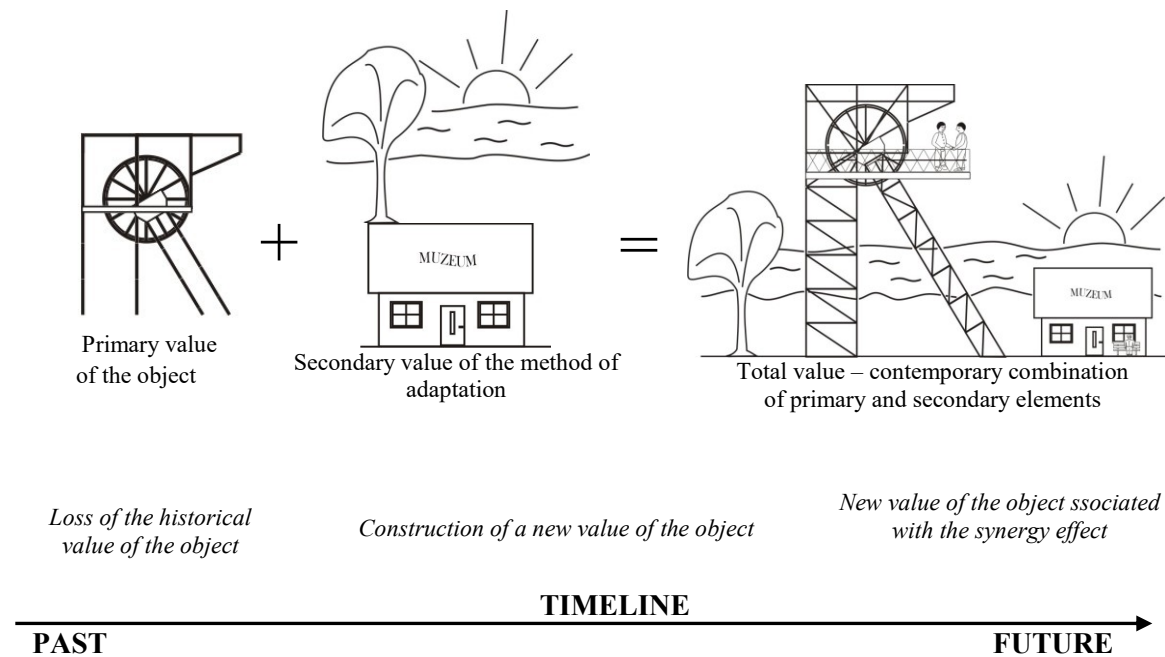 +
=
MUZEUM
MUZEUM
Primary value
of the object
Secondary value of the method of
adaptation
Total value – contemporary combination
of primary and secondary elements
Loss of the historical
value of the object
Construction of a new value of the object
New value of the object ssociated
with the synergy effect
TIMELINE
PAST
FUTURE